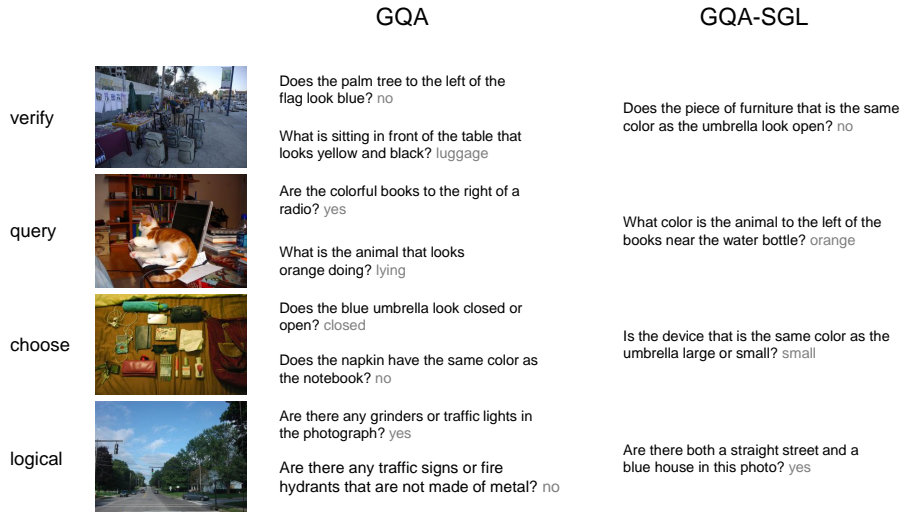 GQA
GQA-SGL
verify
Does the palm tree to the left of the
flag look blue? no
What is sitting in front of the table that
looks yellow and black? luggage
Does the piece of furniture that is the same
color as the umbrella look open? no
query
Are the colorful books to the right of a
radio? yes
What is the animal that looks
orange doing? lying
What color is the animal to the left of the
books near the water bottle? orange
choose
Does the blue umbrella look closed or
open? closed
Does the napkin have the same color as
the notebook? no
Is the device that is the same color as the
umbrella large or small? small
logical
Are there any grinders or traffic lights in
the photograph? yes
Are there any traffic signs or fire
hydrants that are not made of metal? no
Are there both a straight street and a
blue house in this photo? yes